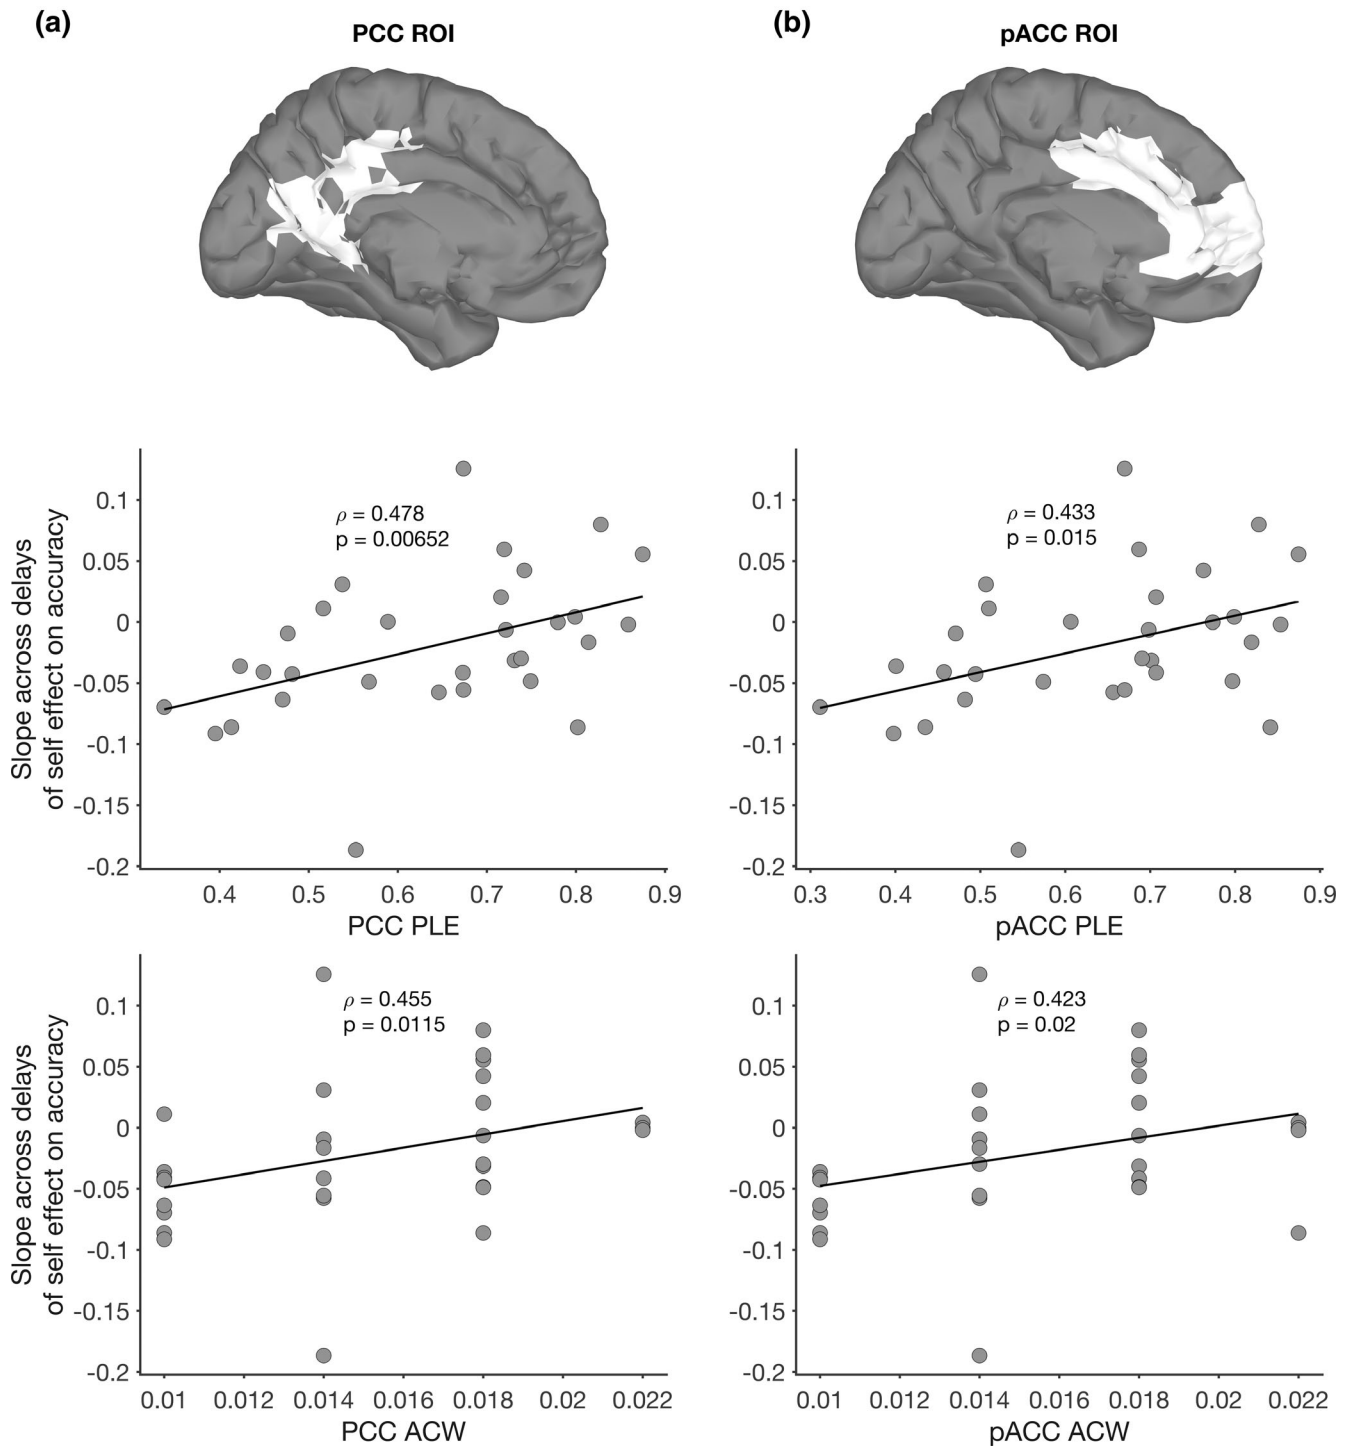 (a)
PCC ROI
(b)
pACC ROI
Slope across delays
of self effect on accuracy
0.1
0.05
0
-0.05
-0.1
-0.15
-0.2
ρ = 0.478
p = 0.00652
0.4 0.5 0.6 0.7 0.8 0.9
PCC PLE
0.1
0.05
0
-0.05
-0.1
-0.15
-0.2
ρ = 0.433
p = 0.015
0.3 0.4 0.5 0.6 0.7 0.8 0.9
pACC PLE
Slope across delays
of self effect on accuracy
0.1
0.05
0
-0.05
-0.1
-0.15
-0.2
ρ = 0.455
p = 0.0115
0.01 0.012 0.014 0.016 0.018 0.02 0.022
PCC ACW
0.1
0.05
0
-0.05
-0.1
-0.15
-0.2
ρ = 0.423
p = 0.02
0.01 0.012 0.014 0.016 0.018 0.02 0.022
pACC ACW